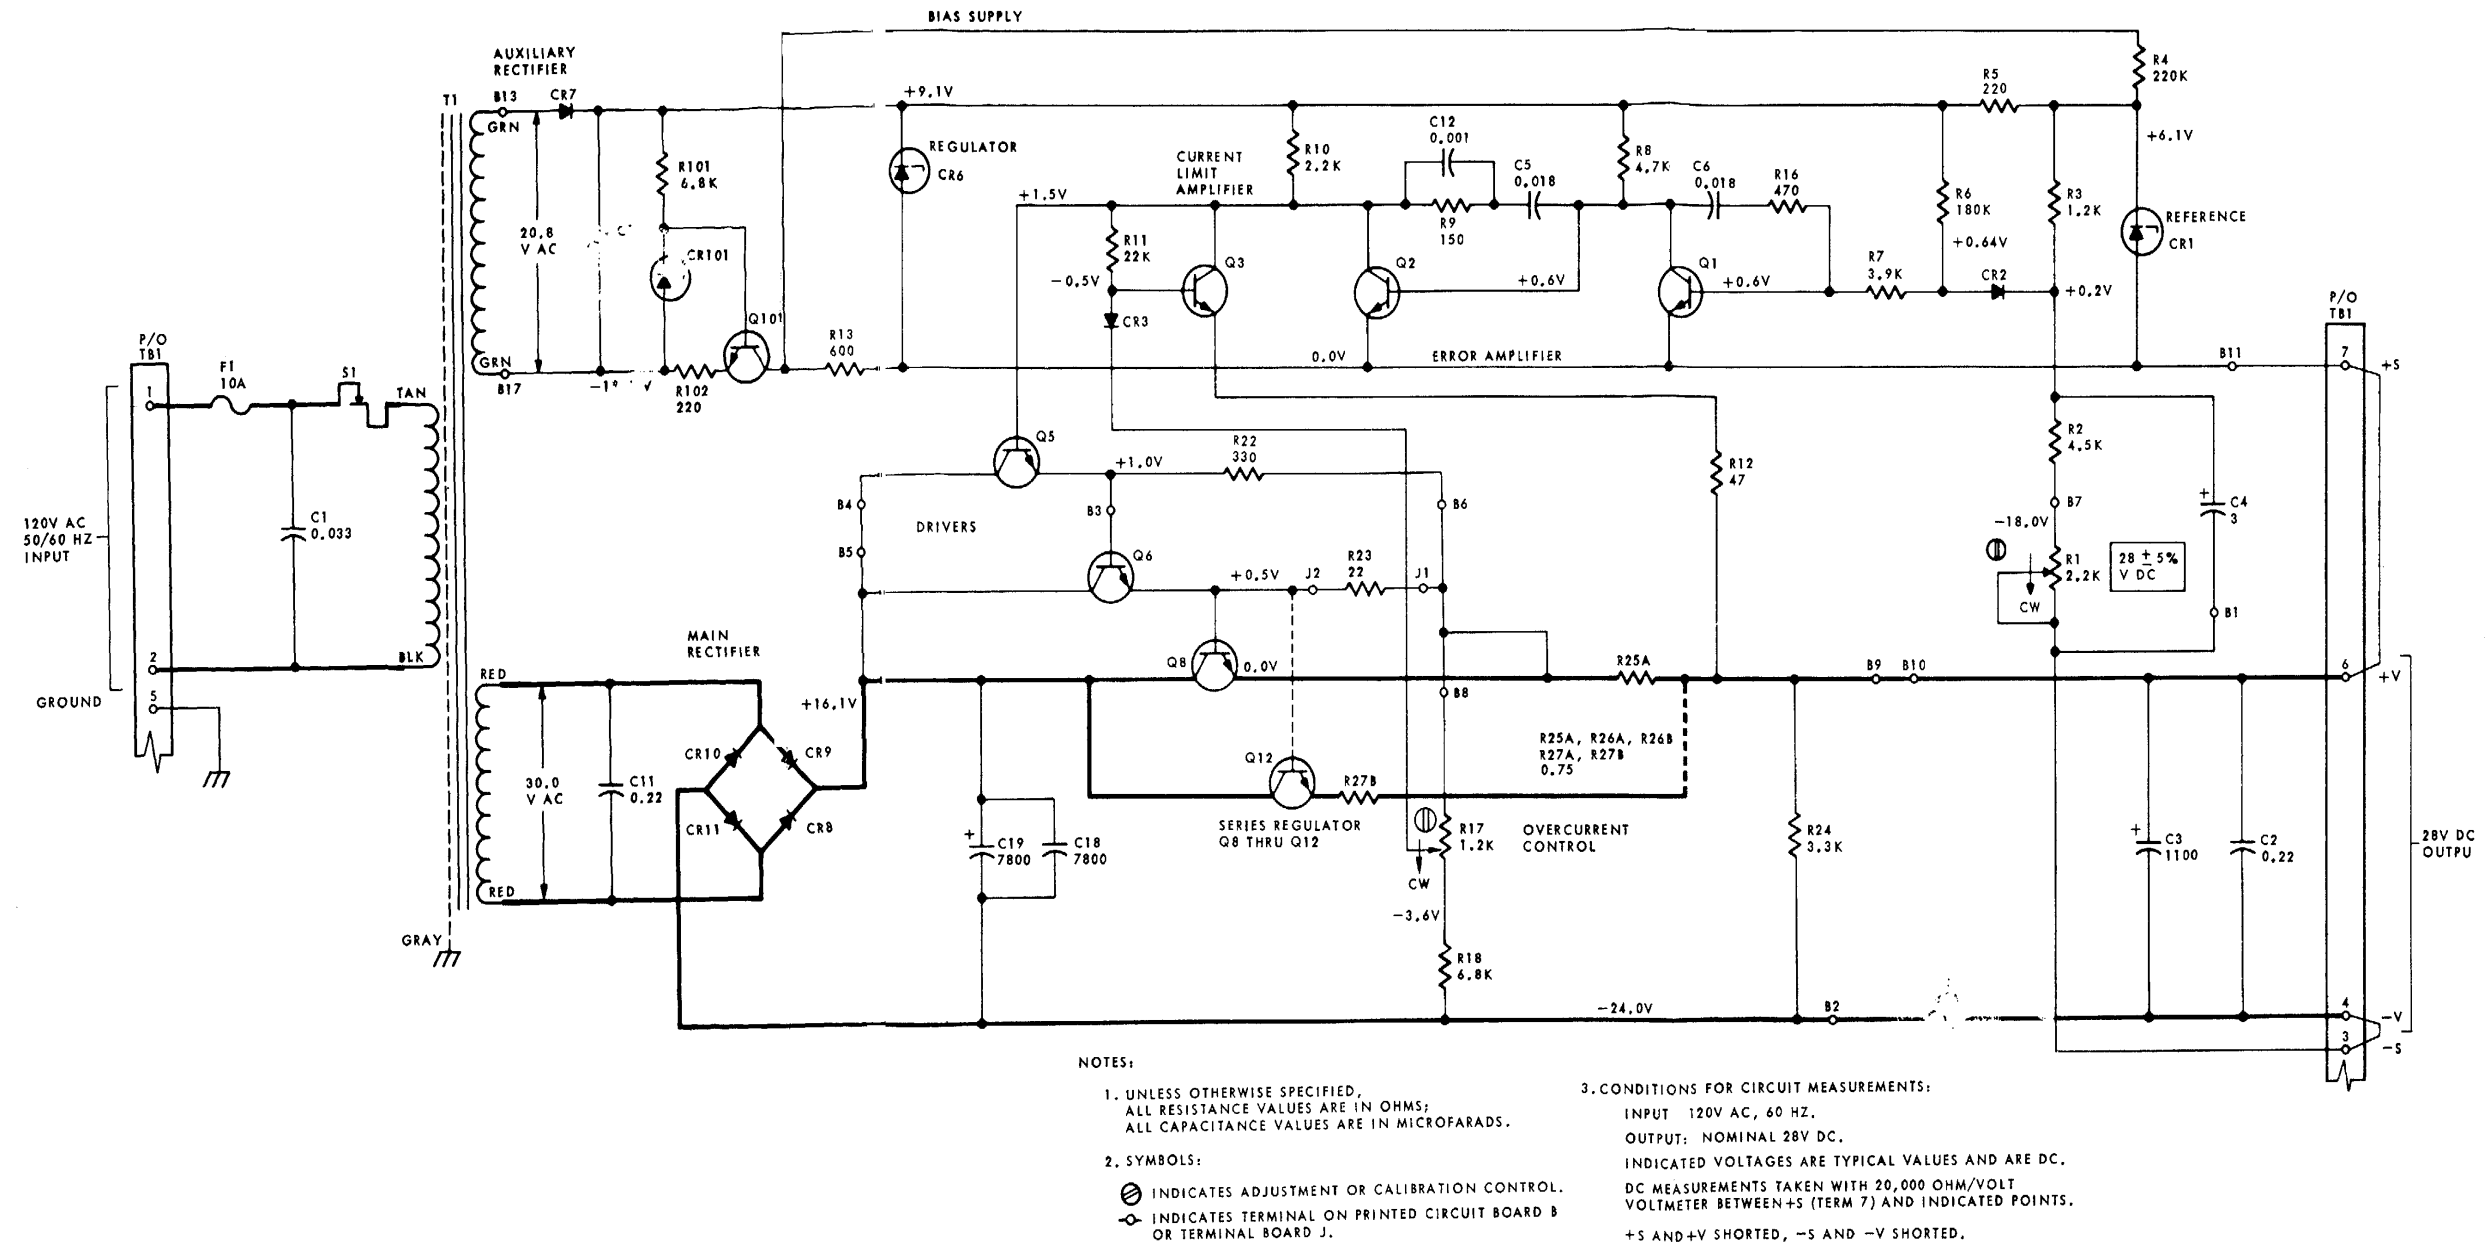 BIAS SUPPLY
AUXILIARY
RECTIFIER
T1
B13
CR7
GRN
20.8
V AC
GRN
B17
R101
6.8K
CR101
Q101
R102
220
R13
600
+9.1V
REGULATOR
CR6
+1.5V
CURRENT
LIMIT
AMPLIFIER
R11
22K
-0.5V
CR3
Q3
R10
2.2K
C12
0.001
R9
150
C5
0.018
Q2
+0.6V
R8
4.7K
C6
0.018
R16
470
Q1
+0.6V
R7
3.9K
R5
220
R6
180K
+0.64V
CR2
R3
1.2K
+0.2V
R4
220K
+6.1V
REFERENCE
CR1
0.0V
ERROR AMPLIFIER
B11
P/O
TB1
7
+S
P/O
TB1
1
F1
10A
S1
TAN
120V AC
50/60 HZ
INPUT
C1
0.033
2
BLK
GROUND
5
GRAY
Q5
+1.0V
R22
330
B4
B3
B6
DRIVERS
B5
Q6
+0.5V
J2
R23
22
J1
R12
47
R2
4.5K
B7
-18.0V
R1
2.2K
CW
28 ± 5%
V DC
C4
3
B1
RED
30.0
V AC
RED
C11
0.22
MAIN
RECTIFIER
CR10
CR9
CR11
CR8
+16.1V
Q8
0.0V
R25A
B8
B9
B10
6
+V
R25A, R26A, R26B
R27A, R27B
0.75
Q12
R27B
SERIES REGULATOR
Q8 THRU Q12
C19
7800
C18
7800
R17
1.2K
OVERCURRENT
CONTROL
CW
-3.6V
R18
6.8K
R24
3.3K
C3
1100
C2
0.22
28V DC
OUTPU
-24.0V
B2
4
-V
3
-S
NOTES:
1. UNLESS OTHERWISE SPECIFIED,
ALL RESISTANCE VALUES ARE IN OHMS;
ALL CAPACITANCE VALUES ARE IN MICROFARADS.
2. SYMBOLS:
INDICATES ADJUSTMENT OR CALIBRATION CONTROL.
INDICATES TERMINAL ON PRINTED CIRCUIT BOARD B
OR TERMINAL BOARD J.
3. CONDITIONS FOR CIRCUIT MEASUREMENTS:
INPUT 120V AC, 60 HZ.
OUTPUT: NOMINAL 28V DC.
INDICATED VOLTAGES ARE TYPICAL VALUES AND ARE DC.
DC MEASUREMENTS TAKEN WITH 20,000 OHM/VOLT
VOLTMETER BETWEEN +S (TERM 7) AND INDICATED POINTS.
+S AND +V SHORTED, -S AND -V SHORTED.